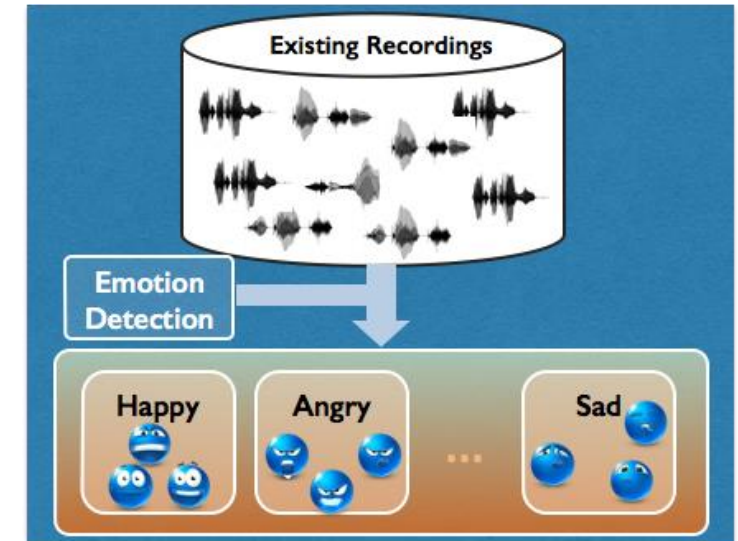 Existing Recordings
Emotion
Detection
Happy
Angry
...
Sad